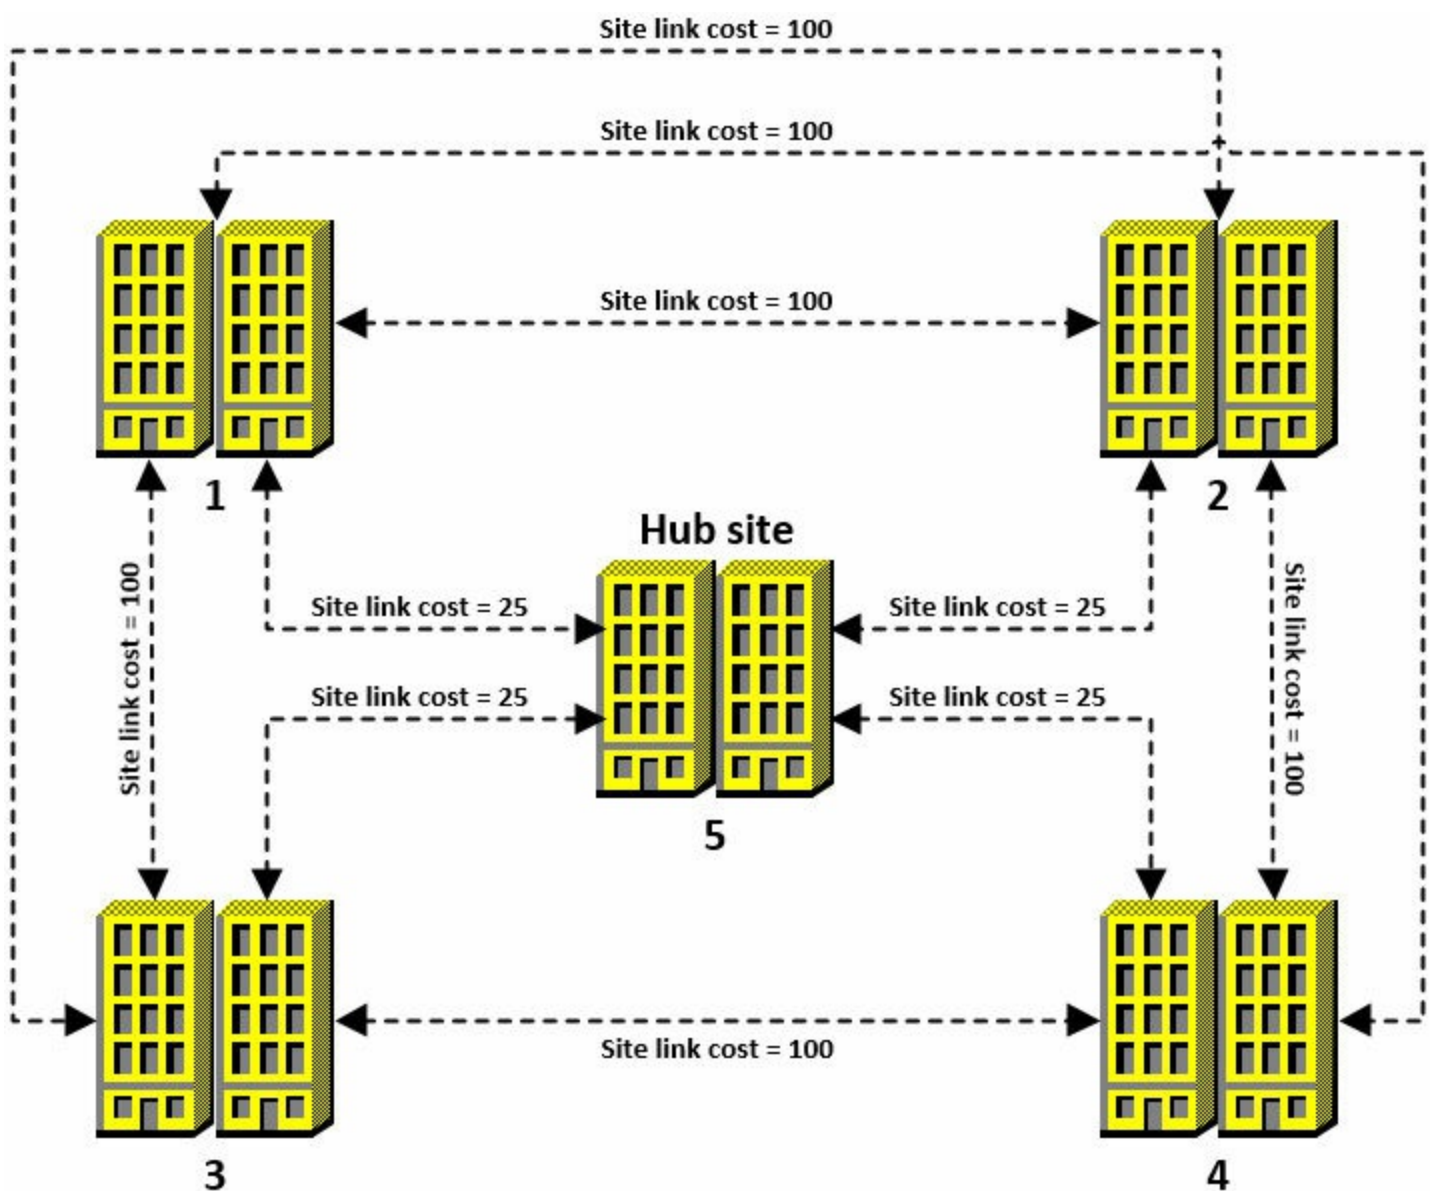 Site link cost = 100
Site link cost = 100
Site link cost = 100
1
2
Hub site
Site link cost = 100
Site link cost = 25
Site link cost = 25
Site link cost = 100
Site link cost = 25
Site link cost = 25
5
Site link cost = 100
3
4